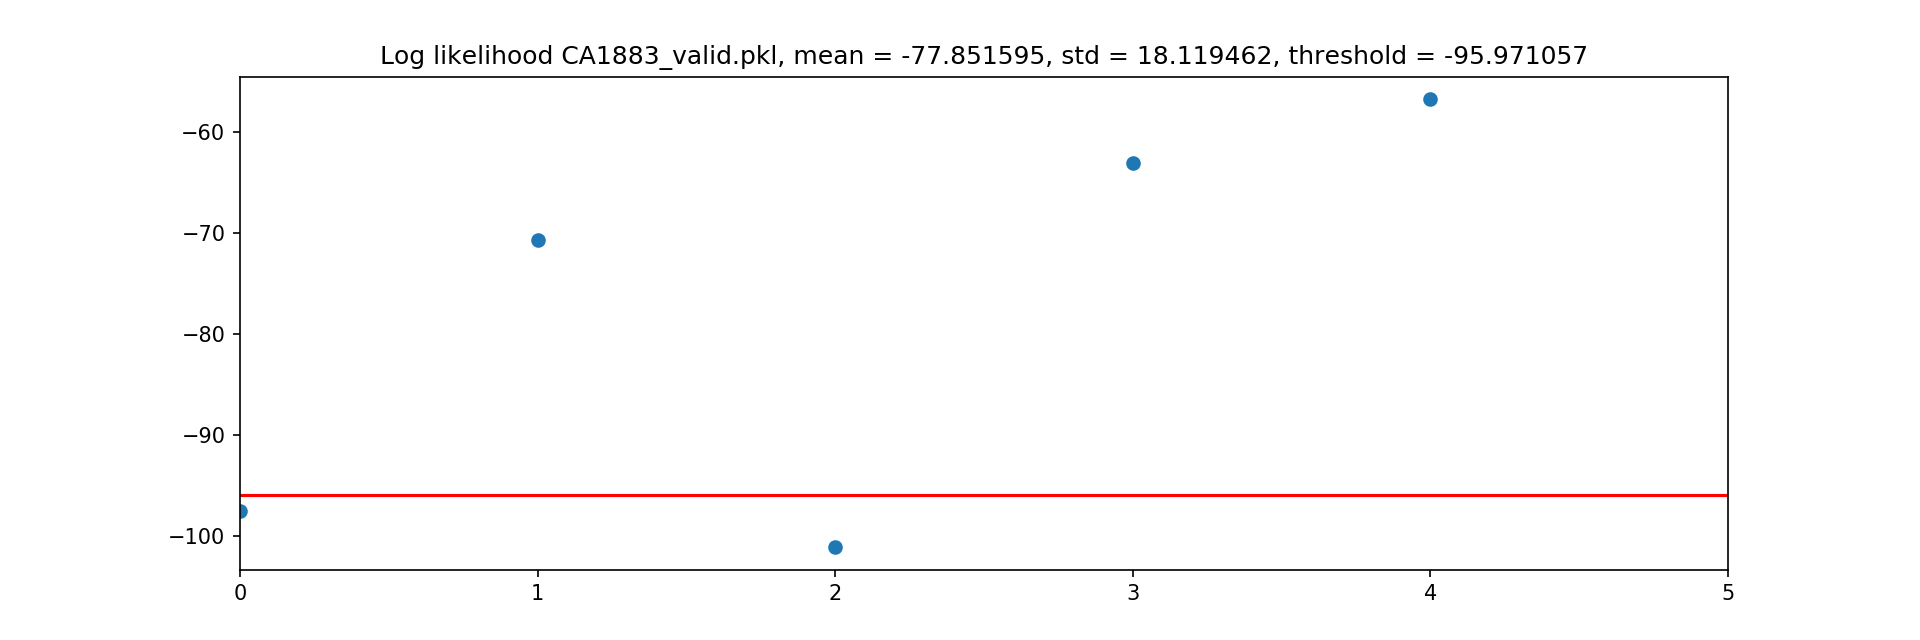 Log likelihood CA1883_valid.pkl, mean = -77.851595, std = 18.119462, threshold = -95.971057
−60
−70
−80
−90
−100
0 1 2 3 4 5